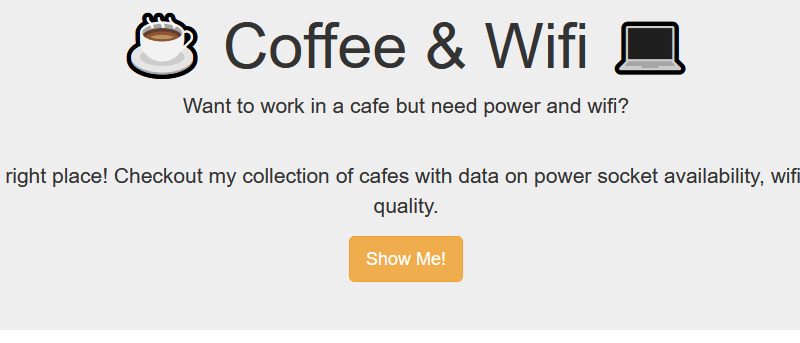 Coffee & Wifi
Want to work in a cafe but need power and wifi?
right place! Checkout my collection of cafes with data on power socket availability, wifi
quality.
Show Me!